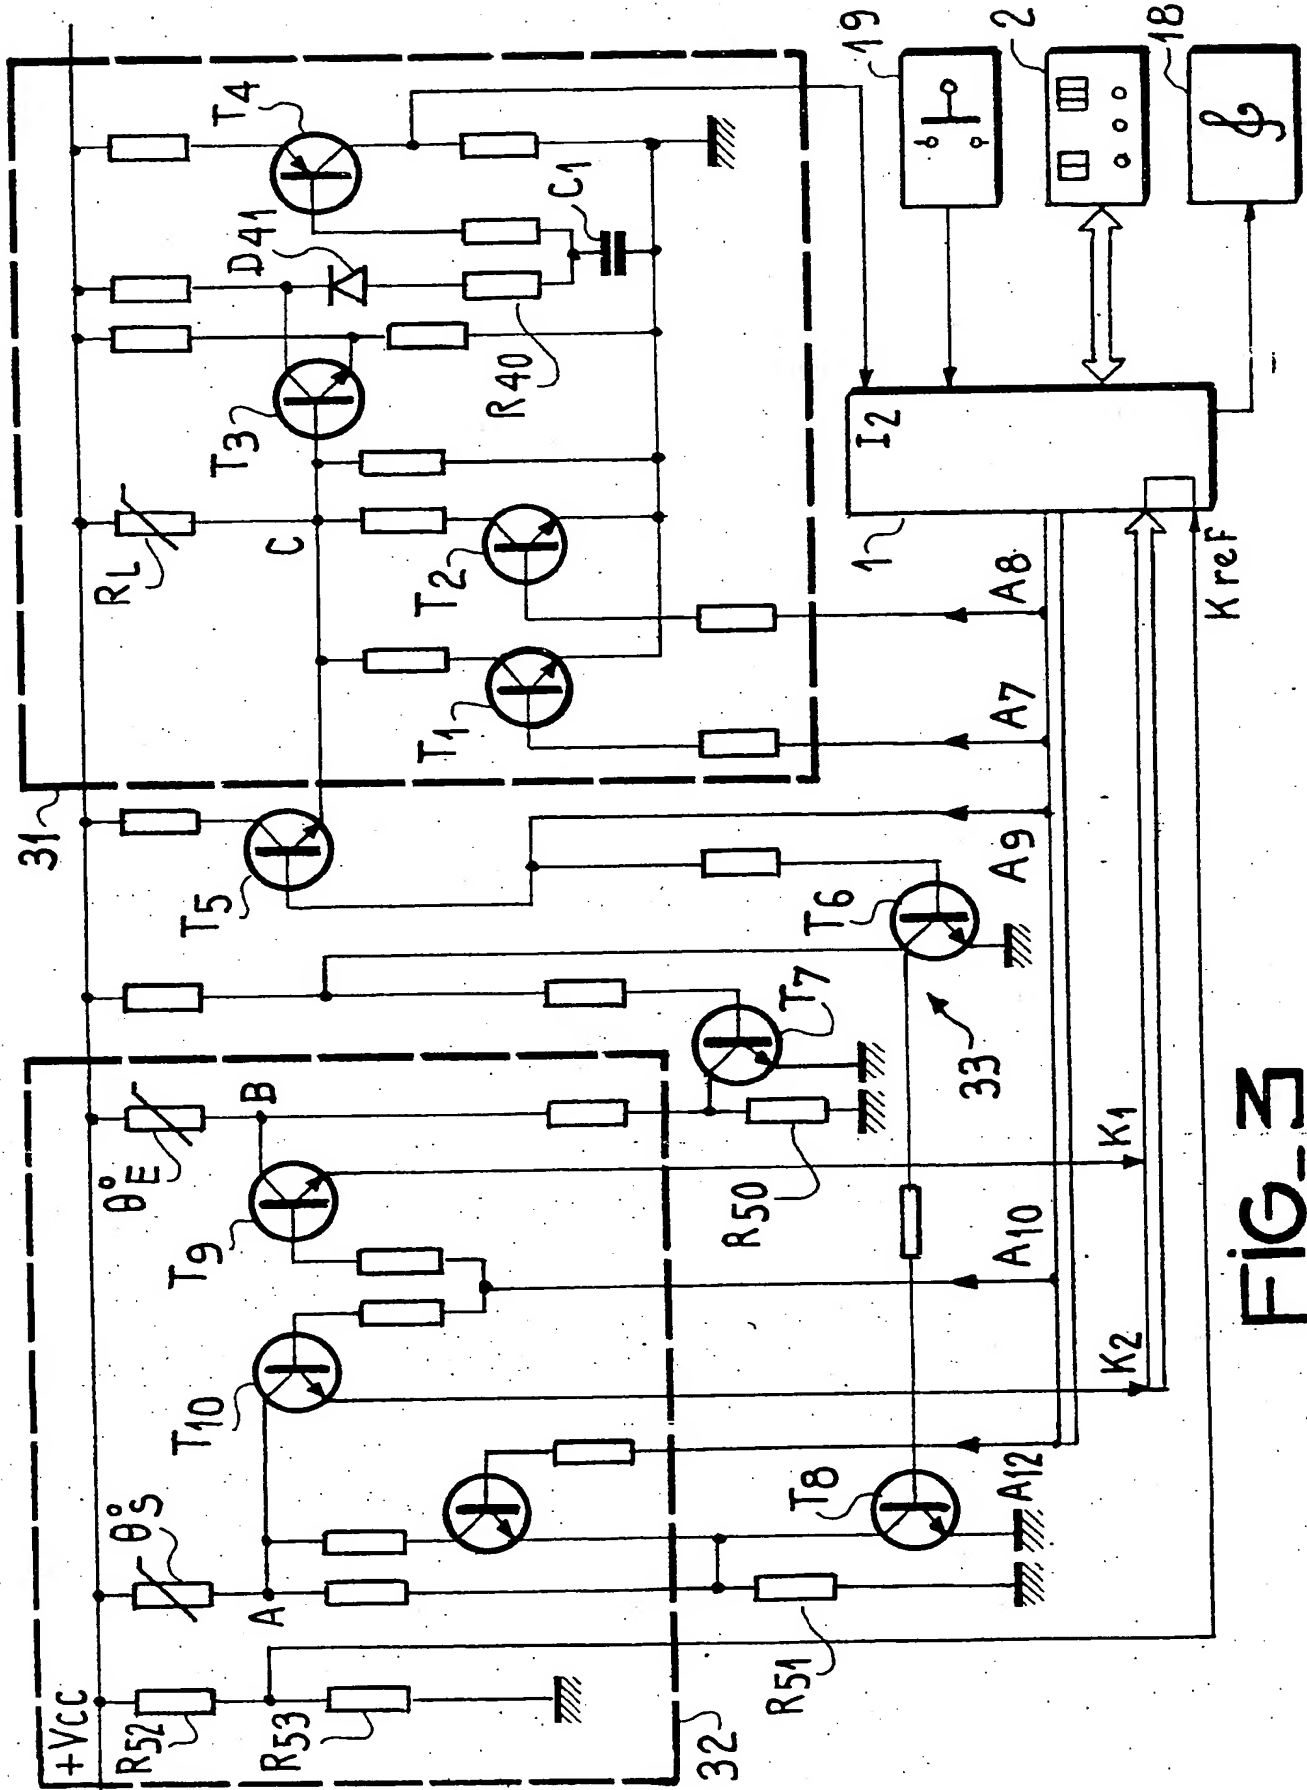 +Vcc
R52
R53
32
A
θ°S
T10
T9
θ°E
B
R51
R50
T8
T7
T6
33
T5
31
A12
K2
A10
K1
A9
A7
A8
Kref
T1
T2
C
RL
T3
R40
D41
T4
C1
1
I2
19
2
18
FIG_3